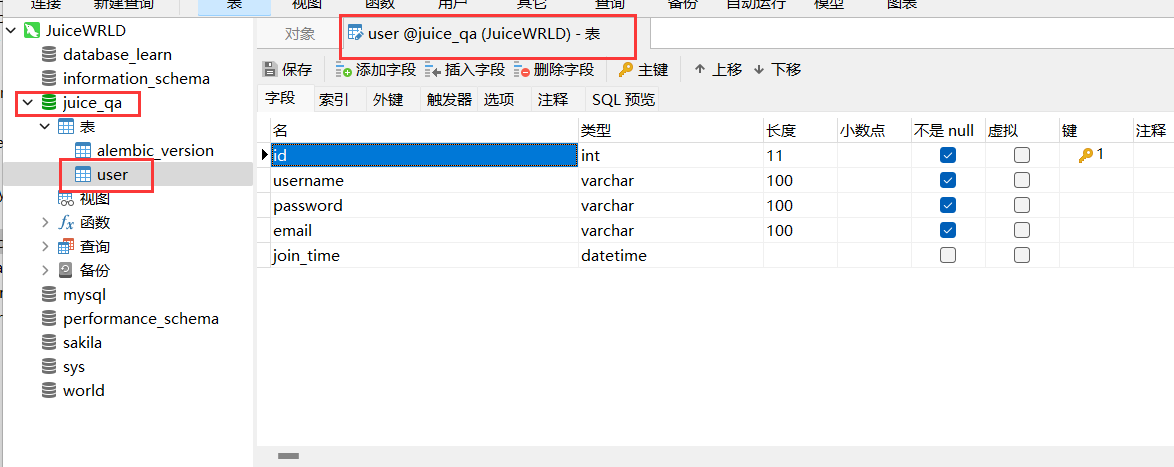 连接 新建查询 表 视图 函数 用户 其它 查询 备份 自动运行 模型 图表
JuiceWRLD
database_learn
information_schema
juice_qa
表
alembic_version
user
视图
函数
查询
备份
mysql
performance_schema
sakila
sys
world
对象 user @juice_qa (JuiceWRLD) - 表
保存 添加字段 插入字段 删除字段 主键 ↑ 上移 ↓ 下移
字段 索引 外键 触发器 选项 注释 SQL 预览
名 类型 长度 小数点 不是 null 虚拟 键 注释
id int 11 1
username varchar 100
password varchar 100
email varchar 100
join_time datetime